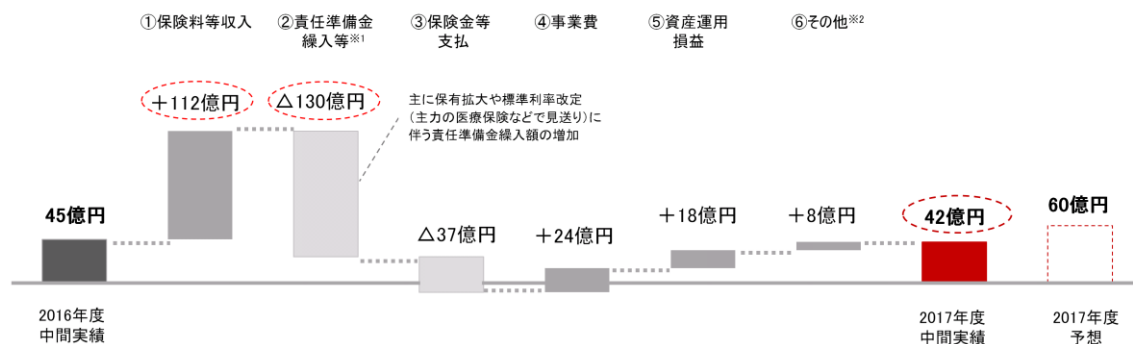 ①保険料等収入
②責任準備金
繰入等※1
③保険金等
支払
④事業費
⑤資産運用
損益
⑥その他※2
+112億円
△130億円
主に保有拡大や標準利率改定
(主力の医療保険などで見送り)に
伴う責任準備金繰入額の増加
45億円
△37億円
+24億円
+18億円
+8億円
42億円
60億円
2016年度
中間実績
2017年度
中間実績
2017年度
予想